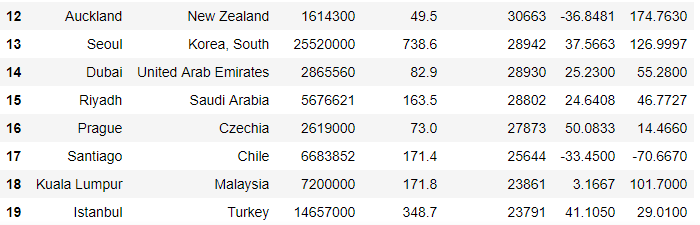 12 Auckland New Zealand 1614300 49.5 30663 -36.8481 174.7630
13 Seoul Korea, South 25520000 738.6 28942 37.5663 126.9997
14 Dubai United Arab Emirates 2865560 82.9 28930 25.2300 55.2800
15 Riyadh Saudi Arabia 5676621 163.5 28802 24.6408 46.7727
16 Prague Czechia 2619000 73.0 27873 50.0833 14.4660
17 Santiago Chile 6683852 171.4 25644 -33.4500 -70.6670
18 Kuala Lumpur Malaysia 7200000 171.8 23861 3.1667 101.7000
19 Istanbul Turkey 14657000 348.7 23791 41.1050 29.0100